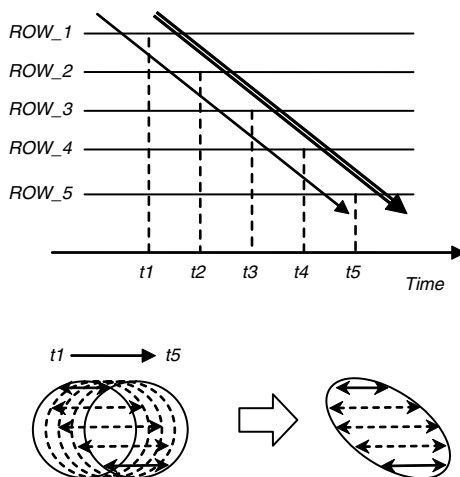 ROW_1
ROW_2
ROW_3
ROW_4
ROW_5
t1 t2 t3 t4 t5
Time
t1 t5